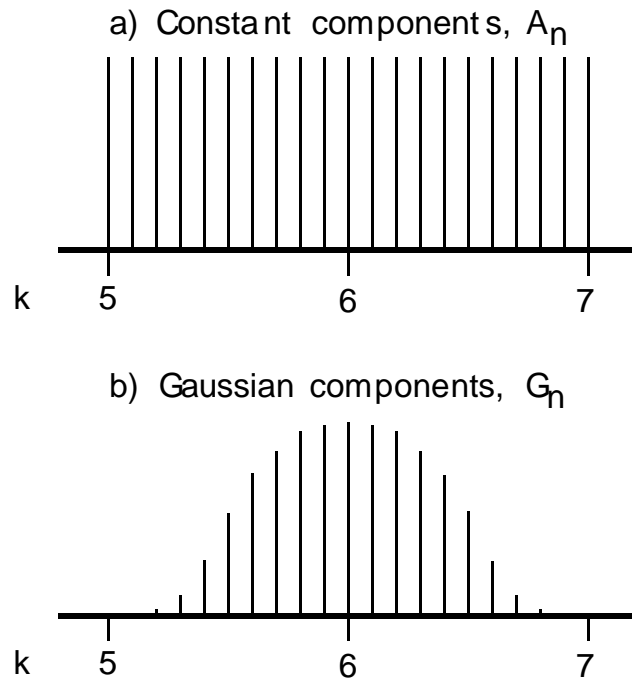 a) Constant components, An
k 5 6 7
b) Gaussian components, Gn
k 5 6 7